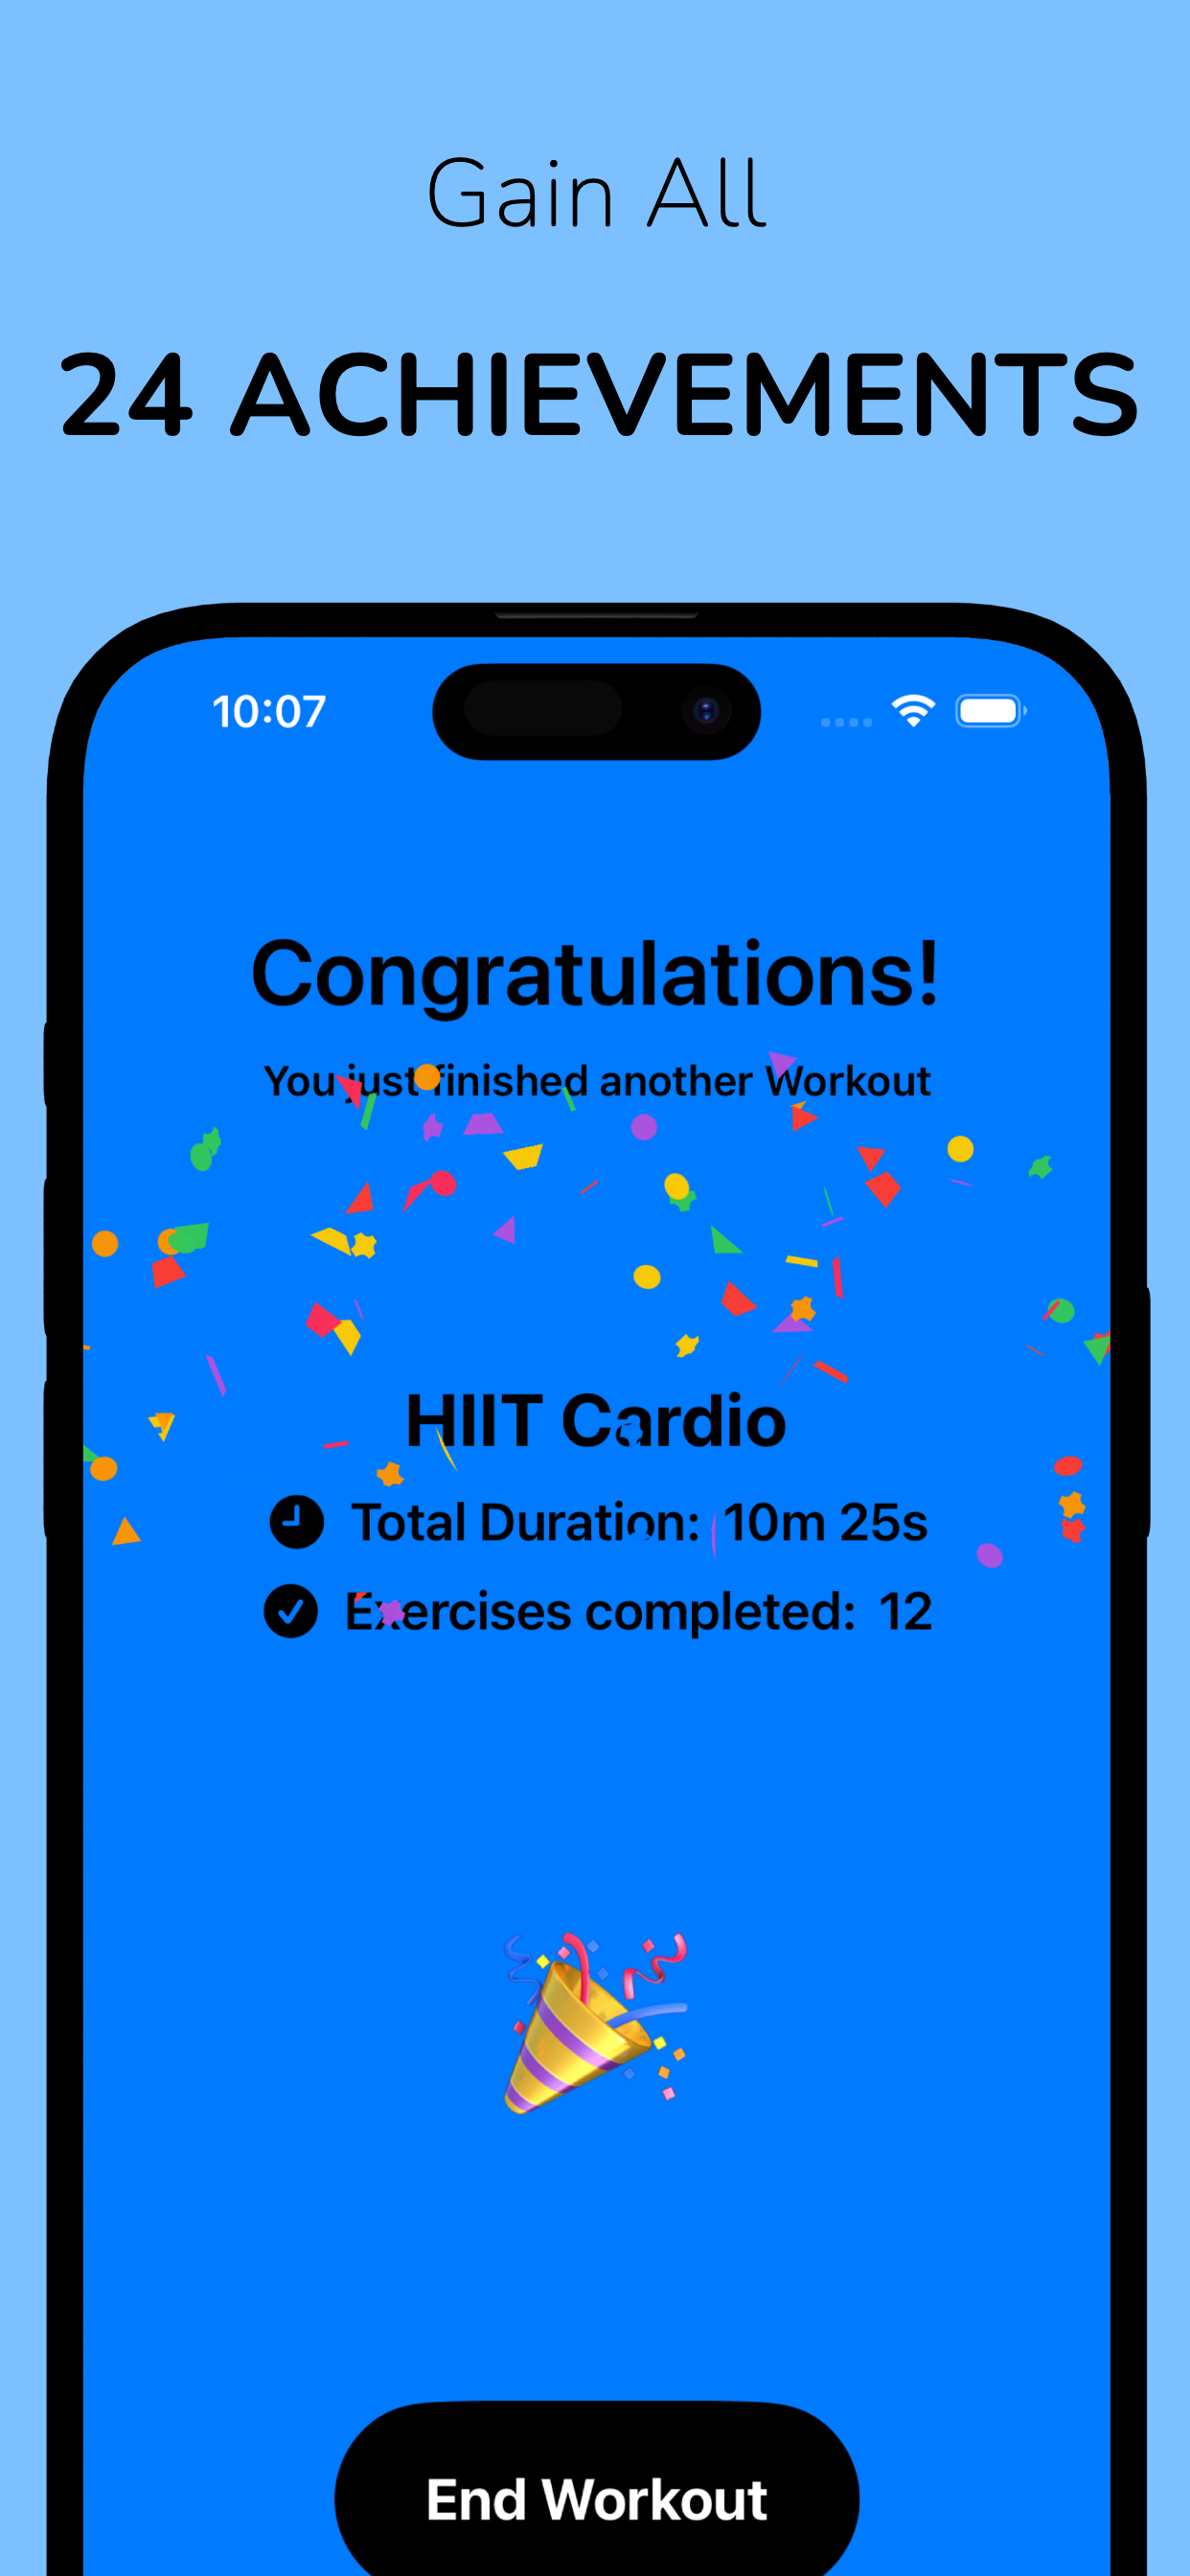 Gain All
24 ACHIEVEMENTS
10:07
Congratulations!
You just finished another Workout
HIIT Cardio
Total Duration: 10m 25s
Exercises completed: 12
End Workout